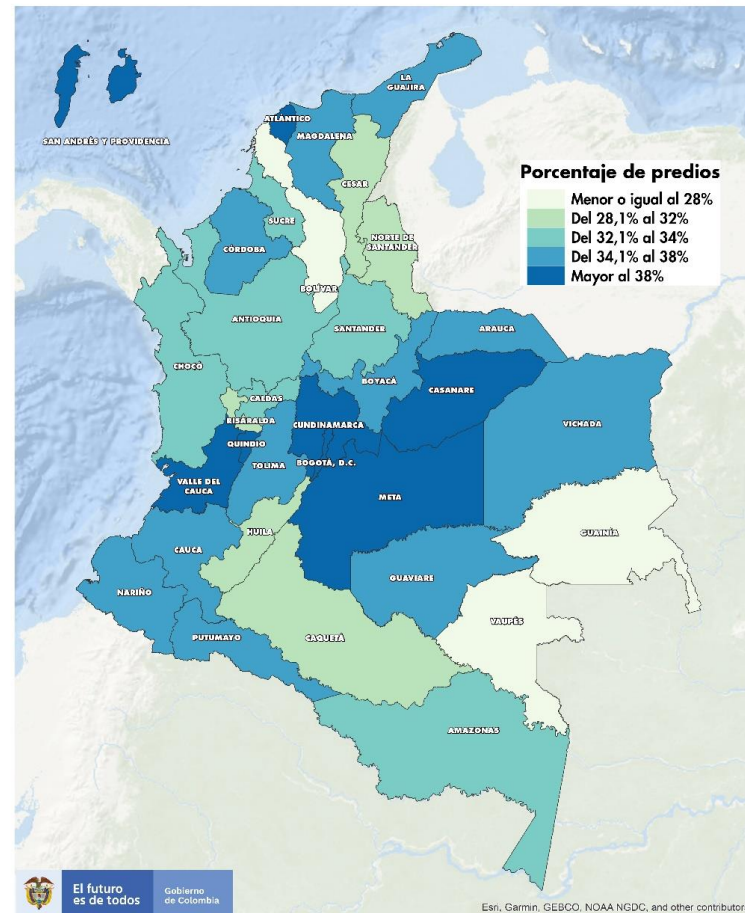 LA
GUAJIRA
ATLÁNTICO
MAGDALENA
SAN ANDRÉS Y PROVIDENCIA
CESAR
Porcentaje de predios
Menor o igual al 28%
Del 28,1% al 32%
Del 32,1% al 34%
Del 34,1% al 38%
Mayor al 38%
SUCRE
NORTE DE
SANTANDER
CÓRDOBA
BOLÍVAR
ANTIOQUIA
SANTANDER
ARAUCA
CHOCÓ
BOYACÁ
CASANARE
CAEDAS
RISARALDA
CUNDINAMARCA
VICHADA
QUINDIO
BOGOTÁ, D.C.
TOLIMA
VALLE DEL
CAUCA
META
HUILA
GUAINÍA
CAUCA
GUAVIARE
NARIÑO
VAUPÉS
PUTUMAYO
CAQUETÁ
AMAZONAS
El futuro
es de todos
Gobierno
de Colombia
Esri, Garmin, GEBCO, NOAA NGDC, and other contributor